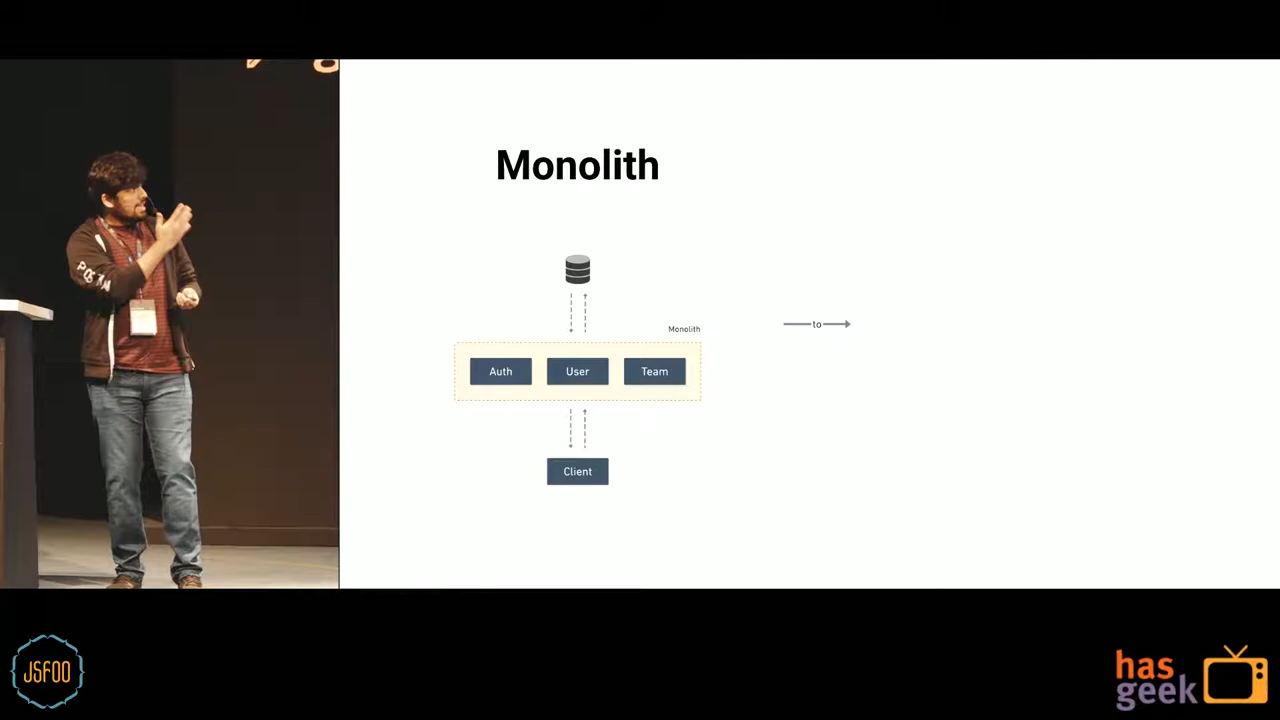 Monolith
Monolith
to
Auth
User
Team
Client
JSFOO
has
geek